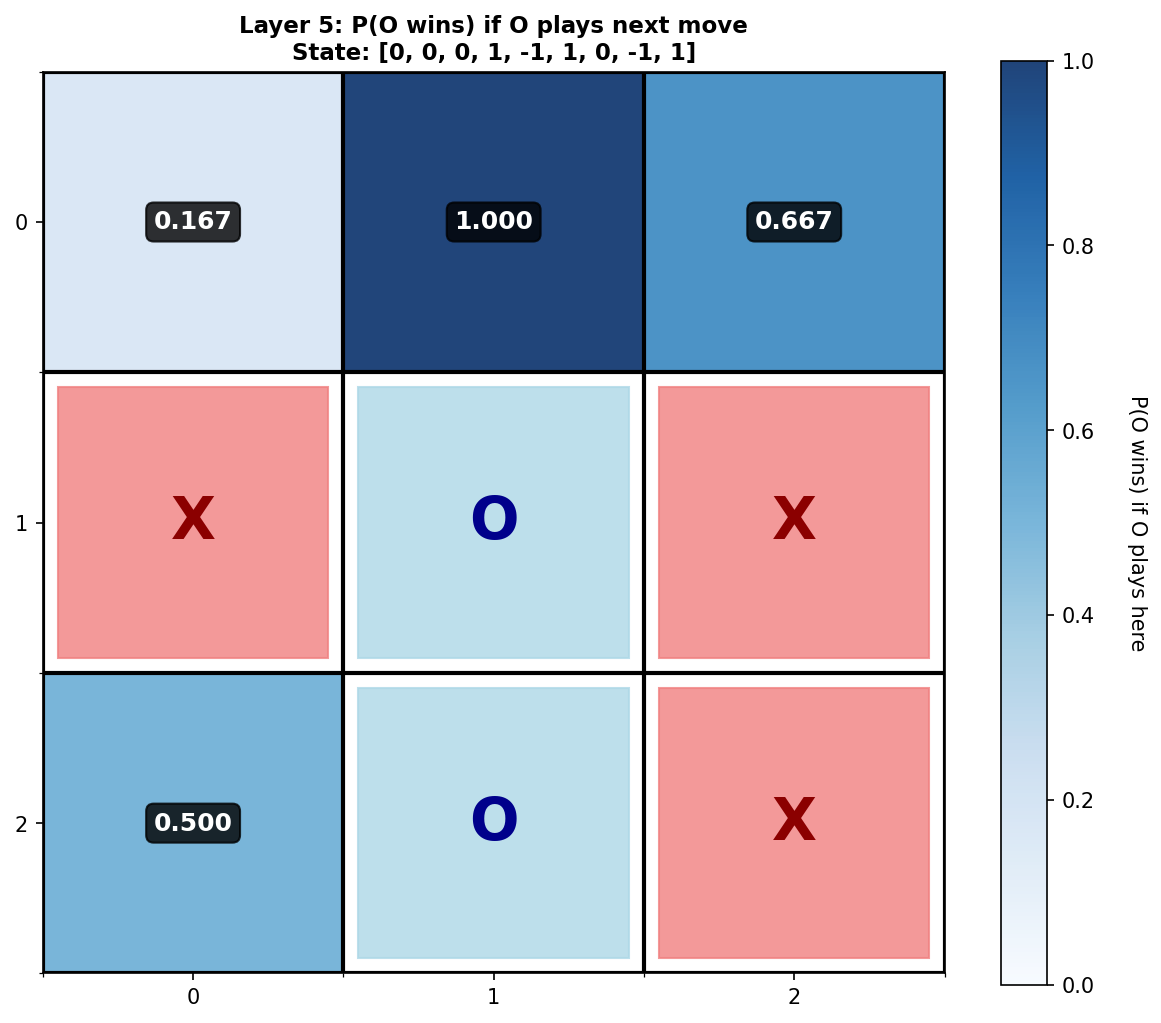 Layer 5: P(O wins) if O plays next move
State: [0, 0, 0, 1, -1, 1, 0, -1, 1]
0
0.167
1.000
0.667
1
X
O
X
2
0.500
O
X
0
1
2
1.0
0.8
0.6
0.4
0.2
0.0
P(O wins) if O plays here